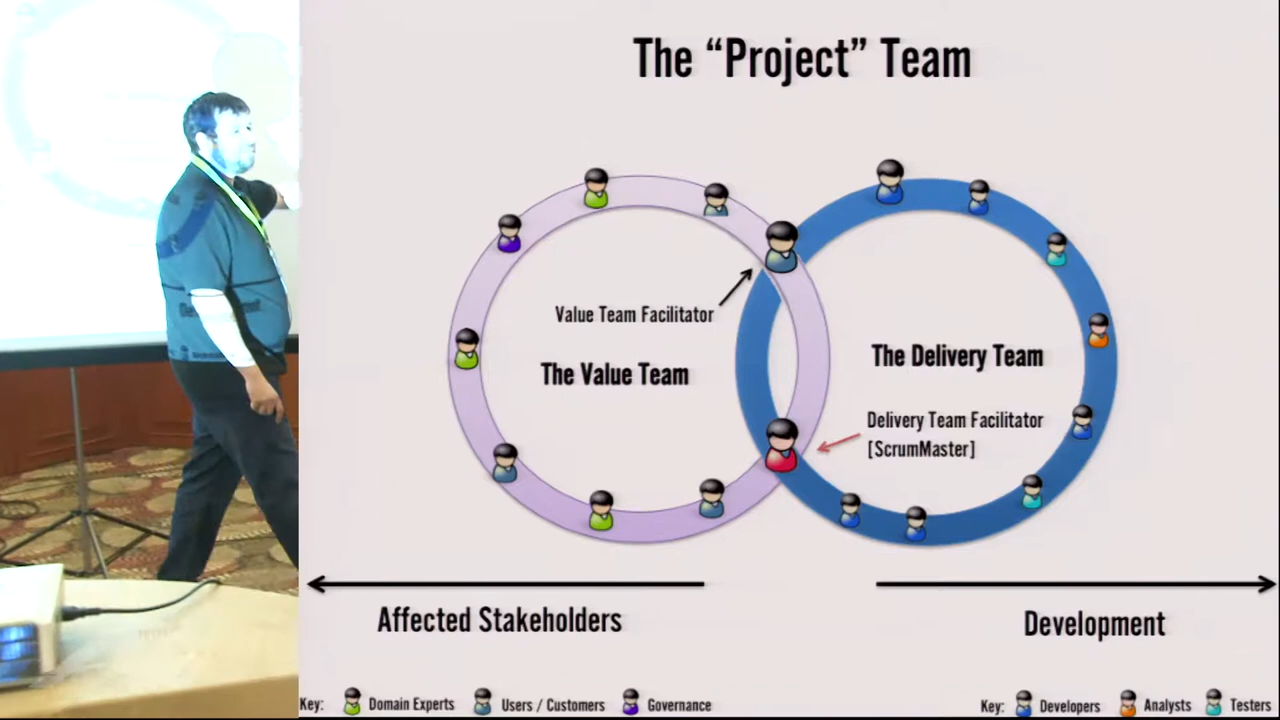 The “Project” Team
Value Team Facilitator
The Value Team
The Delivery Team
Delivery Team Facilitator
[ScrumMaster]
Affected Stakeholders
Development
Key: Domain Experts Users / Customers Governance
Key: Developers Analysts Testers